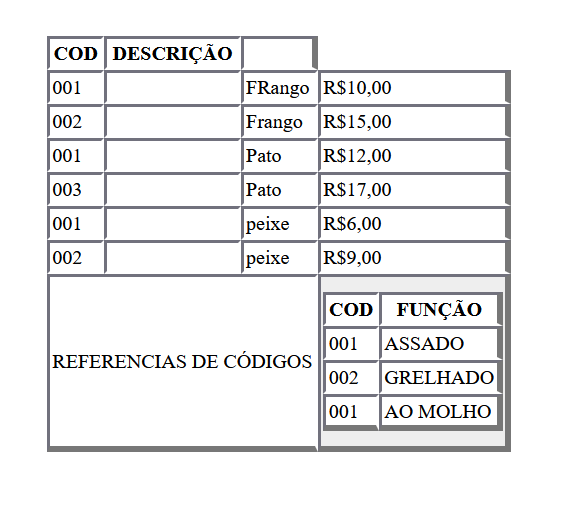 COD DESCRIÇÃO
001 FRango R$10,00
002 Frango R$15,00
001 Pato R$12,00
003 Pato R$17,00
001 peixe R$6,00
002 peixe R$9,00
REFERENCIAS DE CÓDIGOS
COD FUNÇÃO
001 ASSADO
002 GRELHADO
001 AO MOLHO